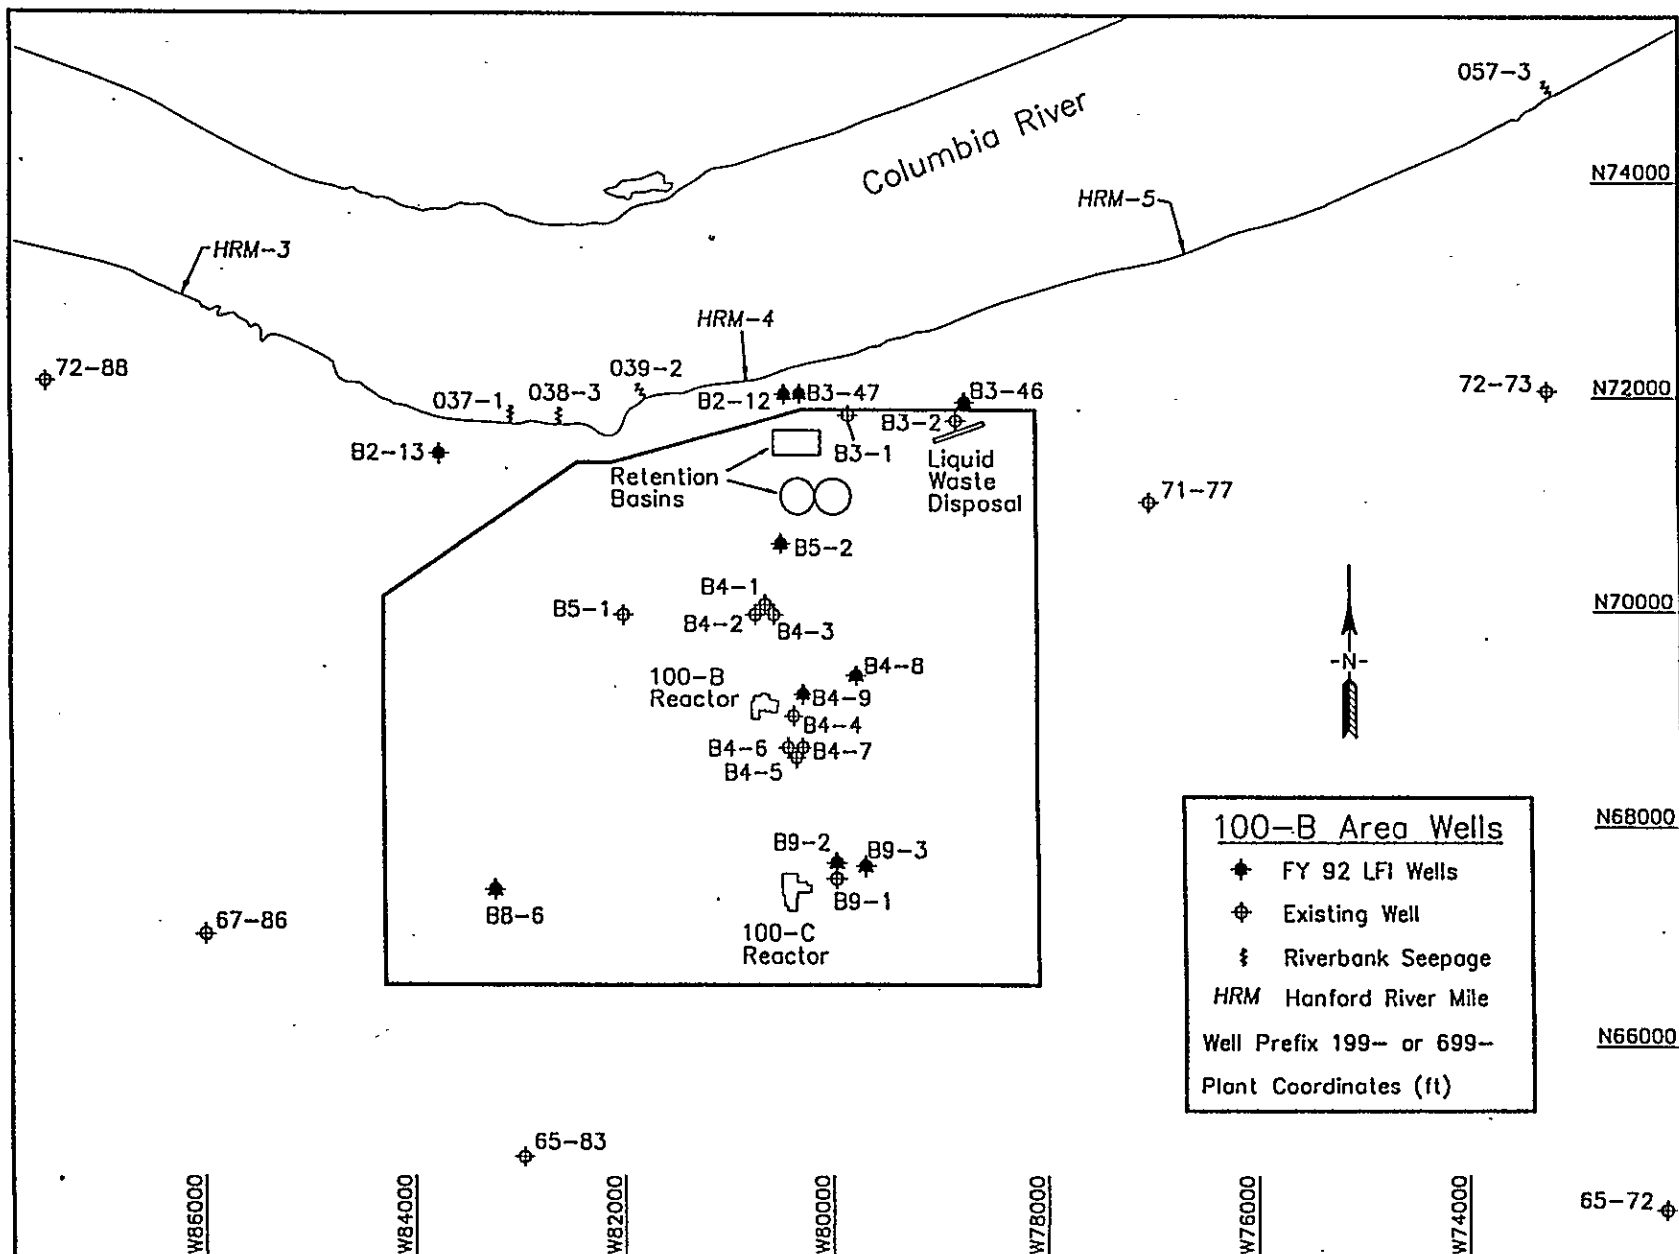 057-3
Columbia River
N74000
HRM-5
HRM-3
HRM-4
72-88
039-2
037-1
038-3
B2-12
B3-47
B3-46
72-73
N72000
B3-2
B2-13
B3-1
Retention
Basins
Liquid
Waste
Disposal
71-77
B5-2
B4-1
B5-1
B4-2
B4-3
N70000
100-B
Reactor
B4-8
-N-
B4-9
B4-4
B4-6
B4-7
B4-5
N68000
100-B Area Wells
FY 92 LFI Wells
Existing Well
Riverbank Seepage
HRM Hanford River Mile
Well Prefix 199- or 699-
Plant Coordinates (ft)
B9-2
B9-3
B9-1
B8-6
67-86
100-C
Reactor
N66000
65-83
65-72
W86000
W84000
W82000
W80000
W78000
W76000
W74000